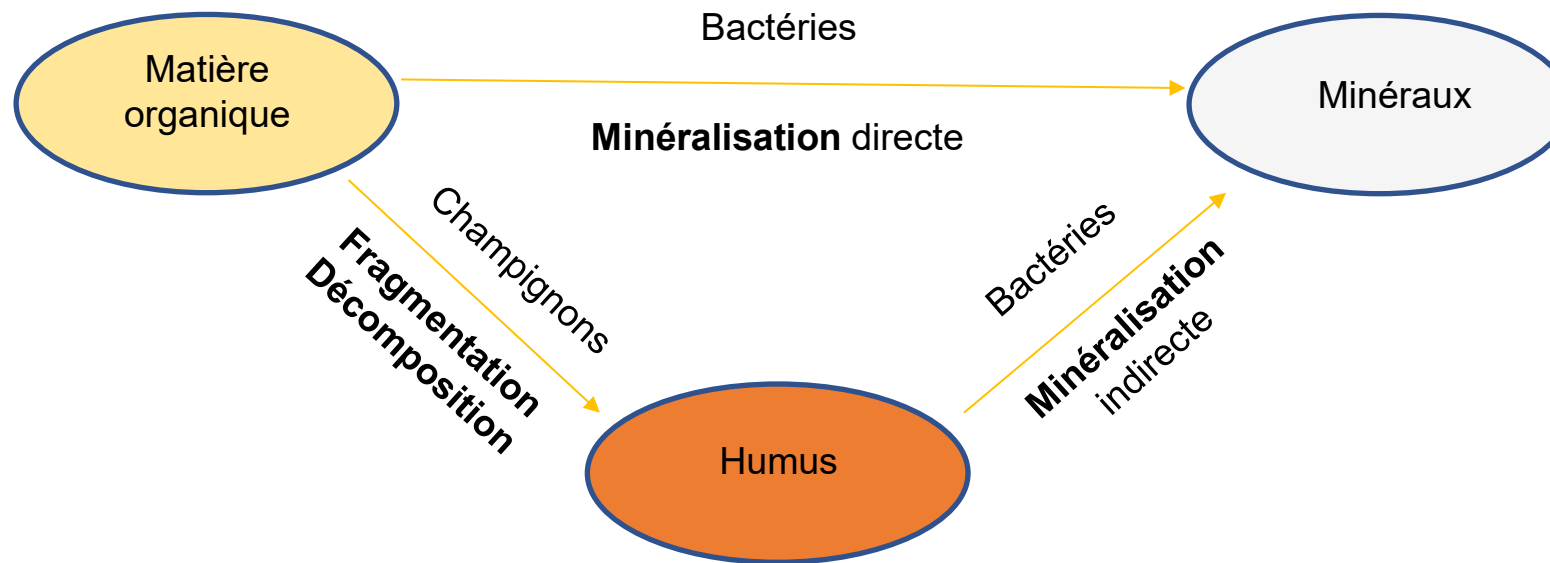 Bactéries
Matière
organique
Minéraux
Minéralisation directe
Champignons
Fragmentation
Décomposition
Bactéries
Minéralisation
indirecte
Humus